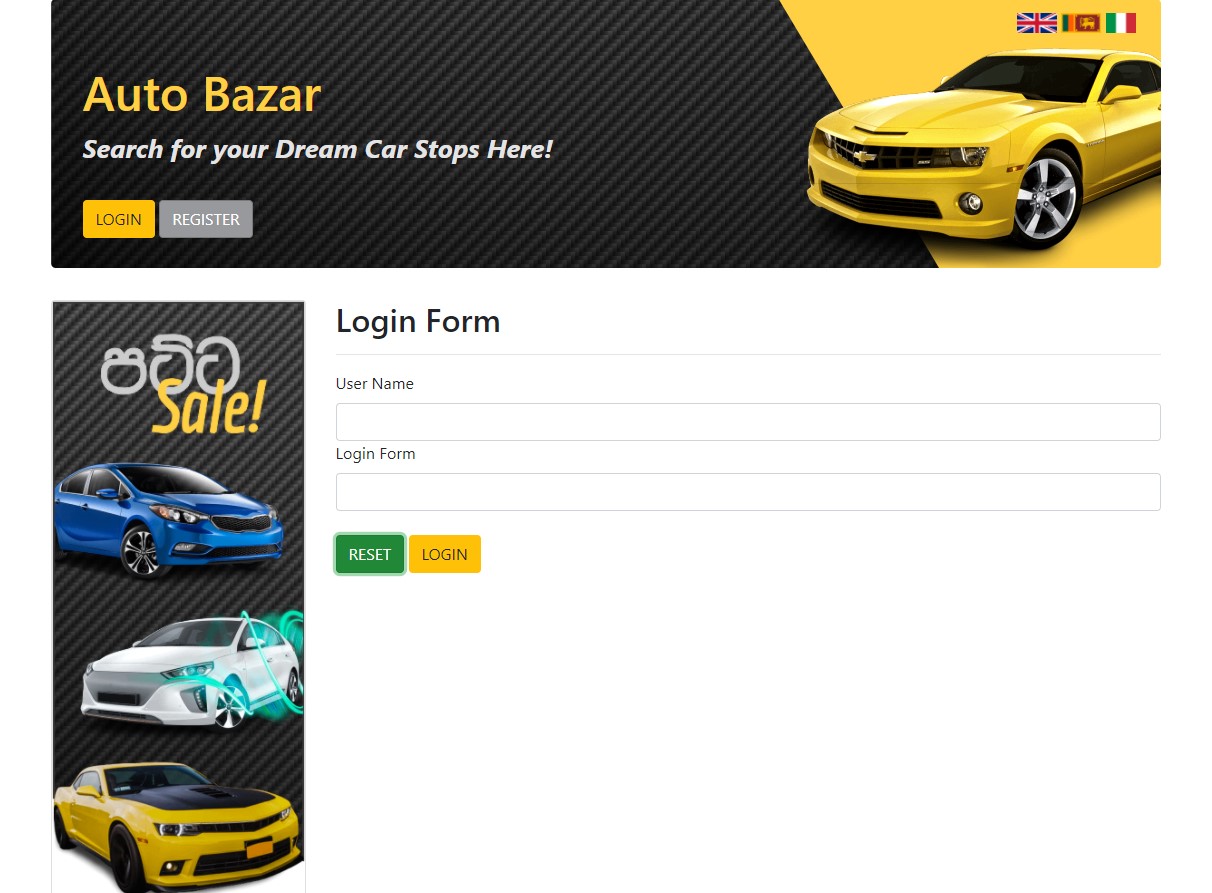 Auto Bazar
Search for your Dream Car Stops Here!
LOGIN REGISTER
පට්ට
Sale!
Login Form
User Name
Login Form
RESET LOGIN